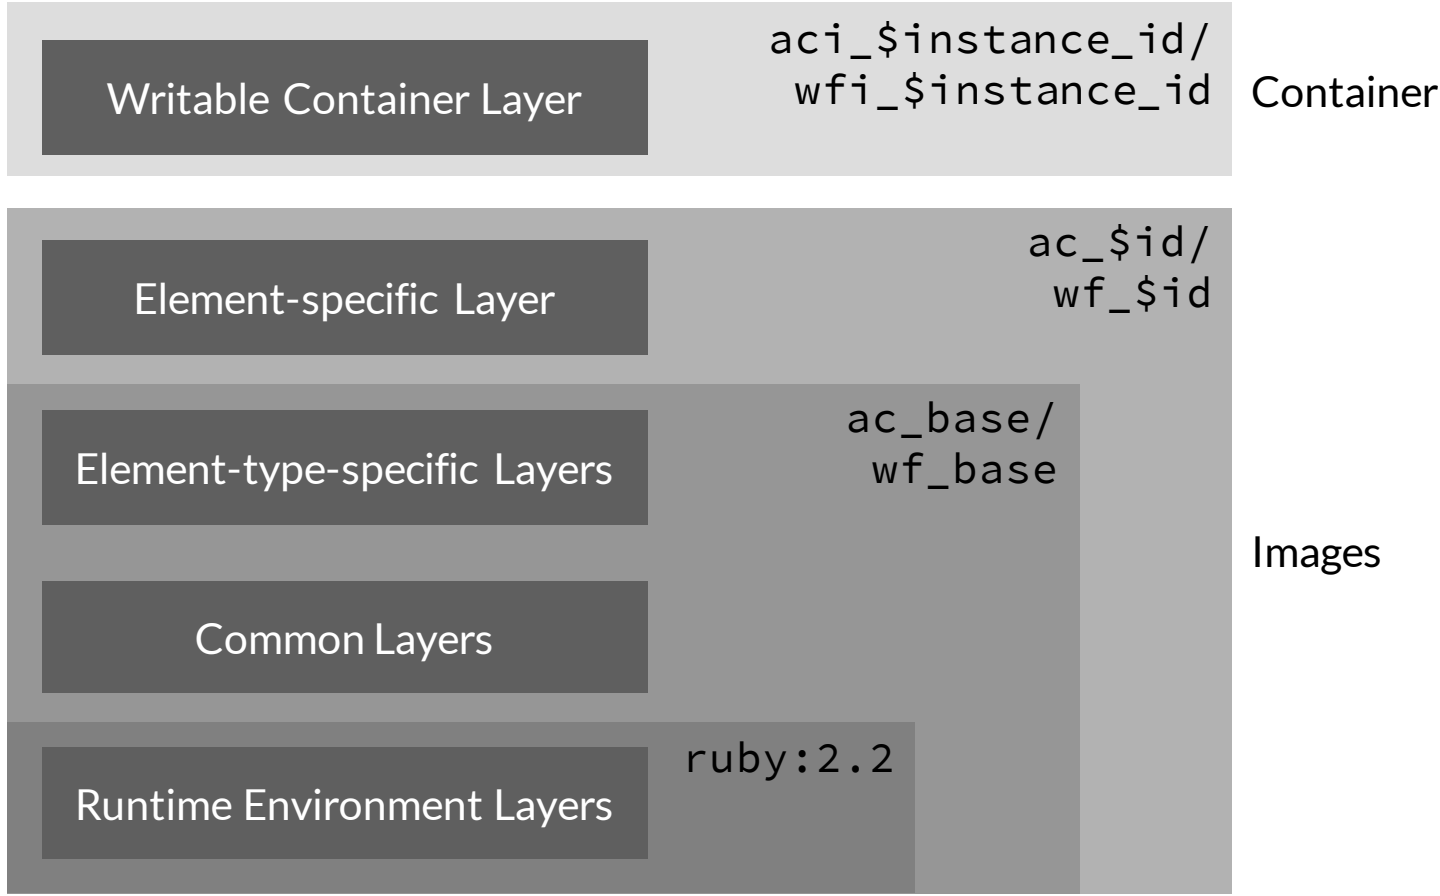 Writable Container Layer
aci_$instance_id/
wfi_$instance_id
Container
Element-specific Layer
ac_$id/
wf_$id
Element-type-specific Layers
ac_base/
wf_base
Images
Common Layers
Runtime Environment Layers
ruby:2.2